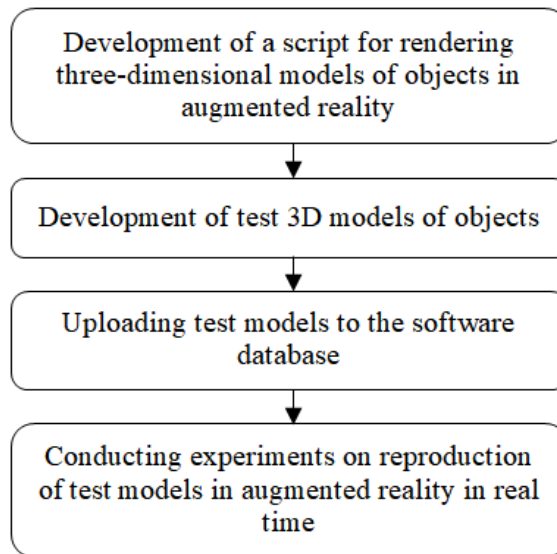 Development of a script for rendering
three-dimensional models of objects in
augmented reality
Development of test 3D models of objects
Uploading test models to the software
database
Conducting experiments on reproduction
of test models in augmented reality in real
time